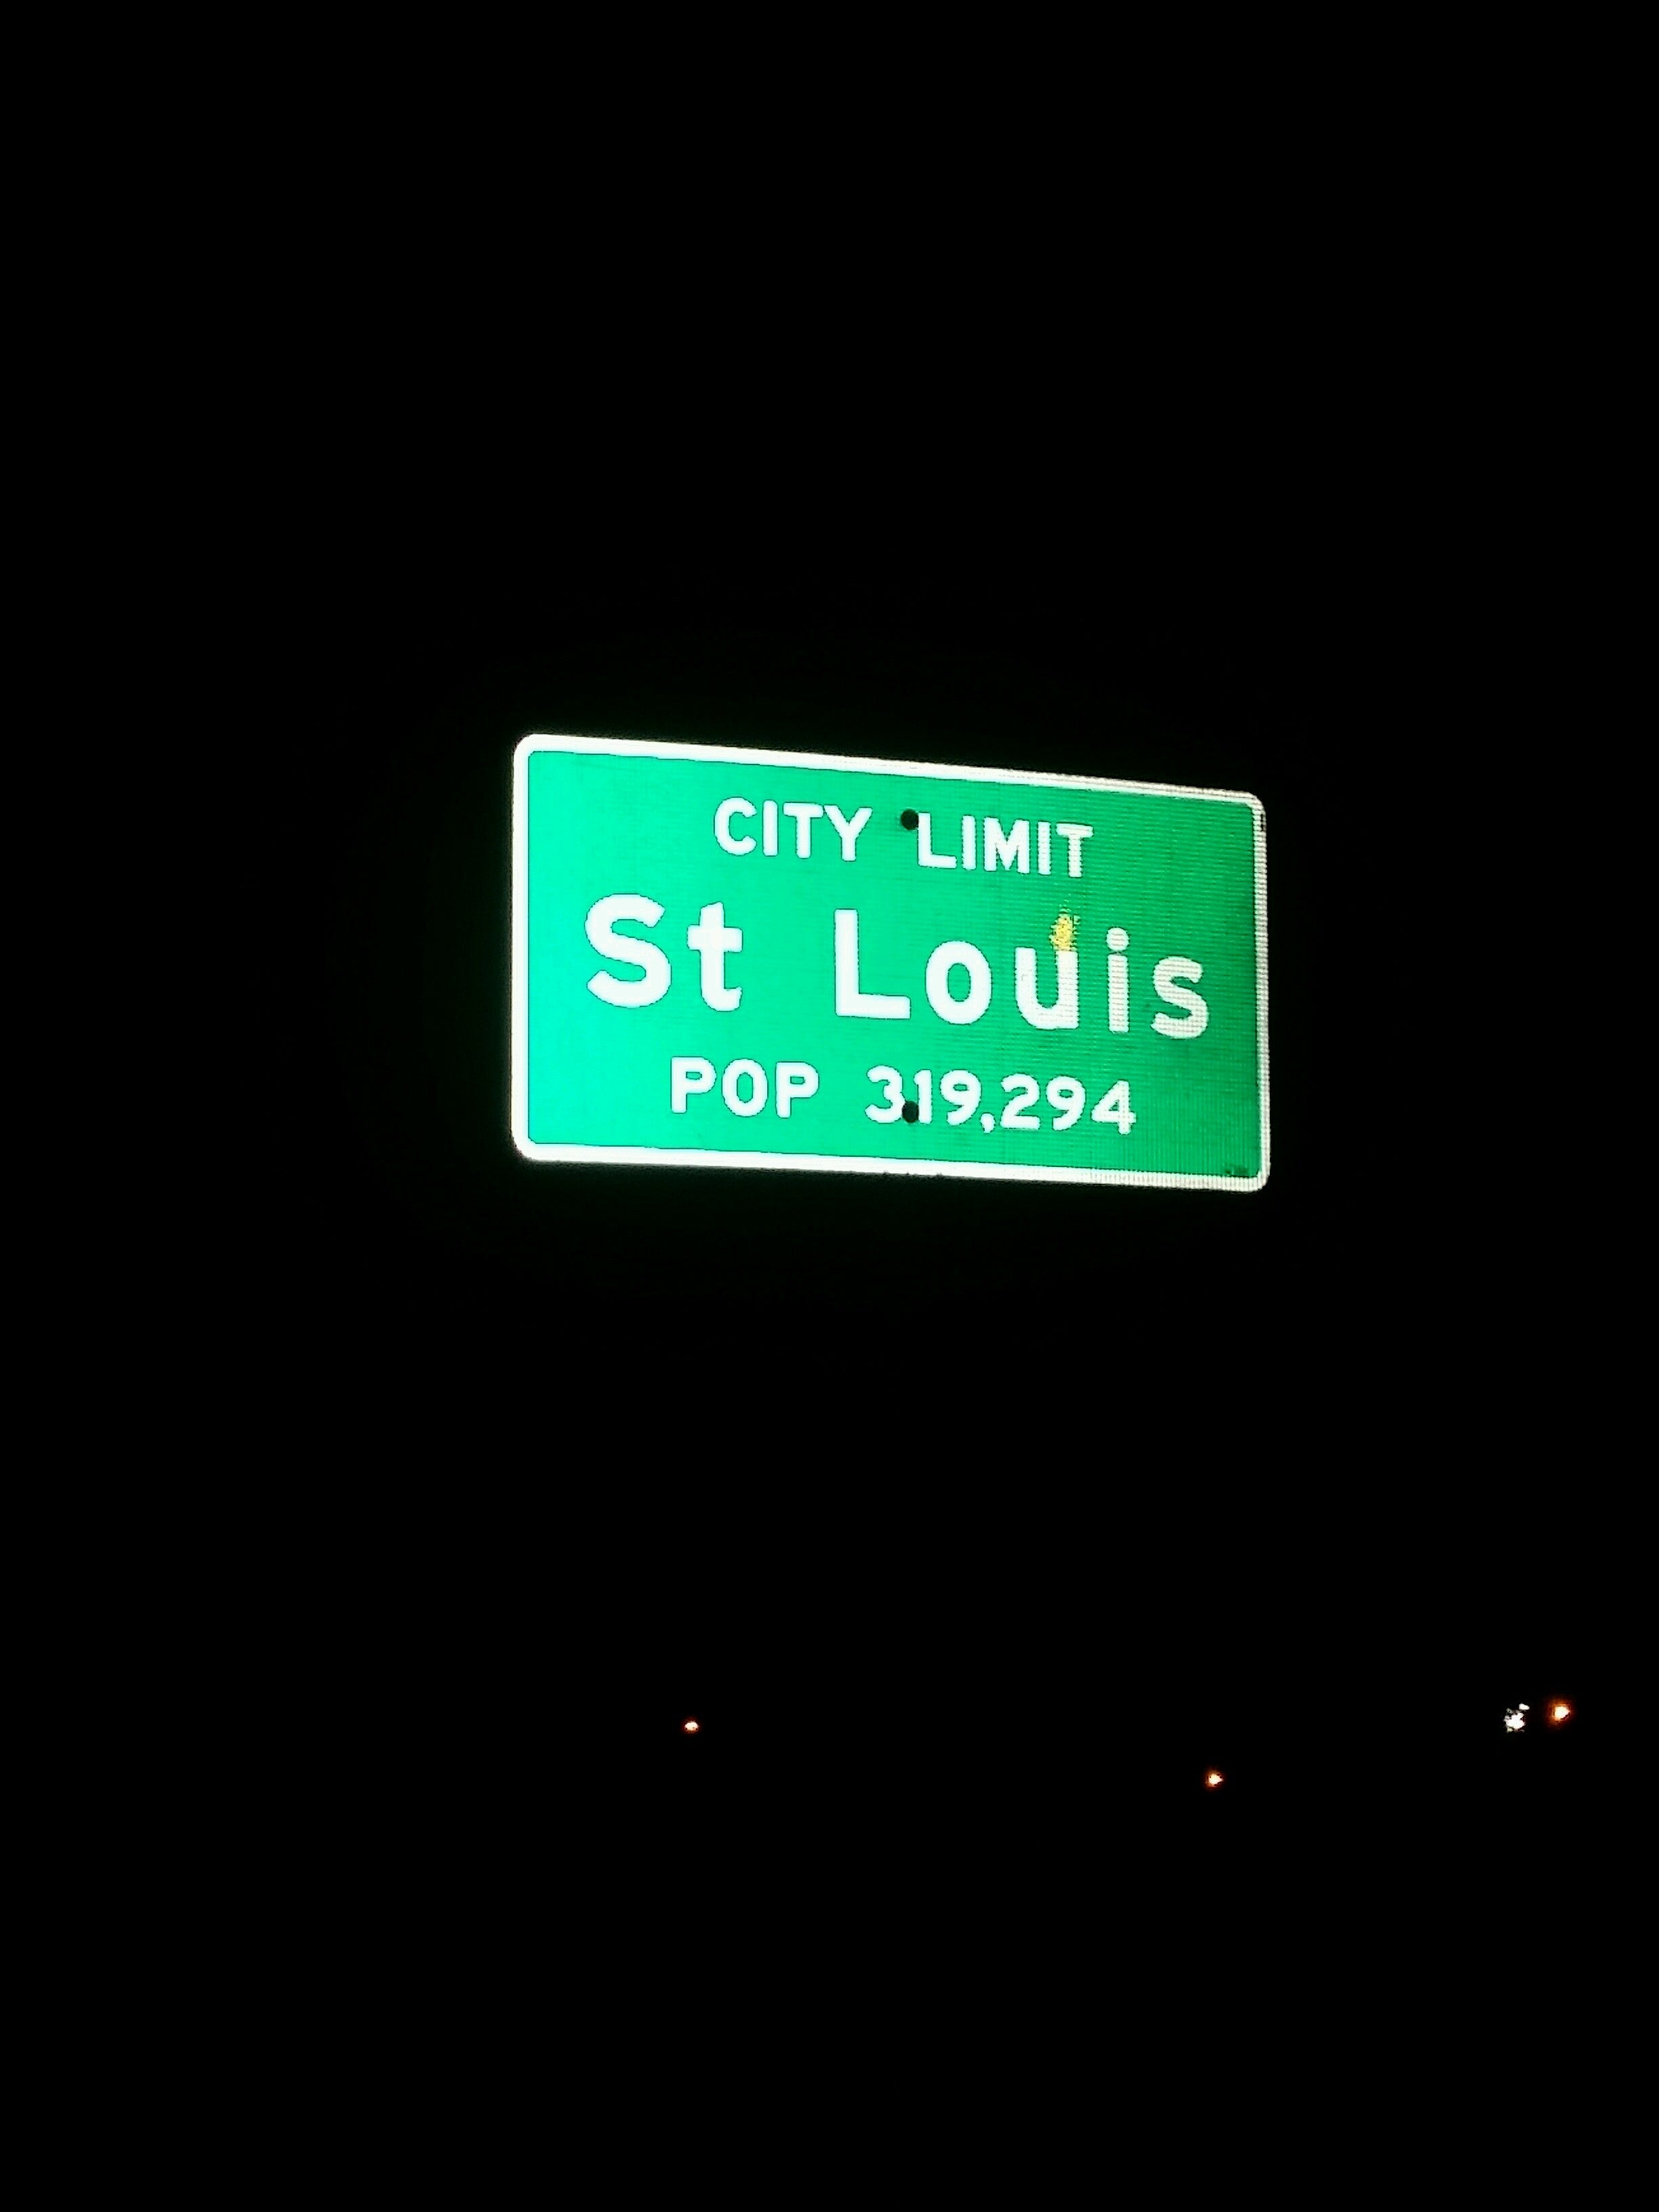 CITY LIMIT
St Louis
POP 319,294